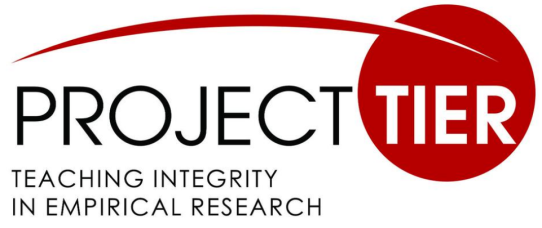 PROJECT TIER
TEACHING INTEGRITY
IN EMPIRICAL RESEARCH